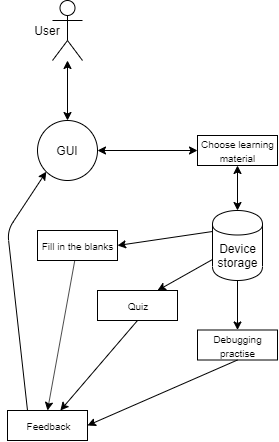 User
GUI
Choose learning
material
Device
storage
Fill in the blanks
Quiz
Debugging
practise
Feedback